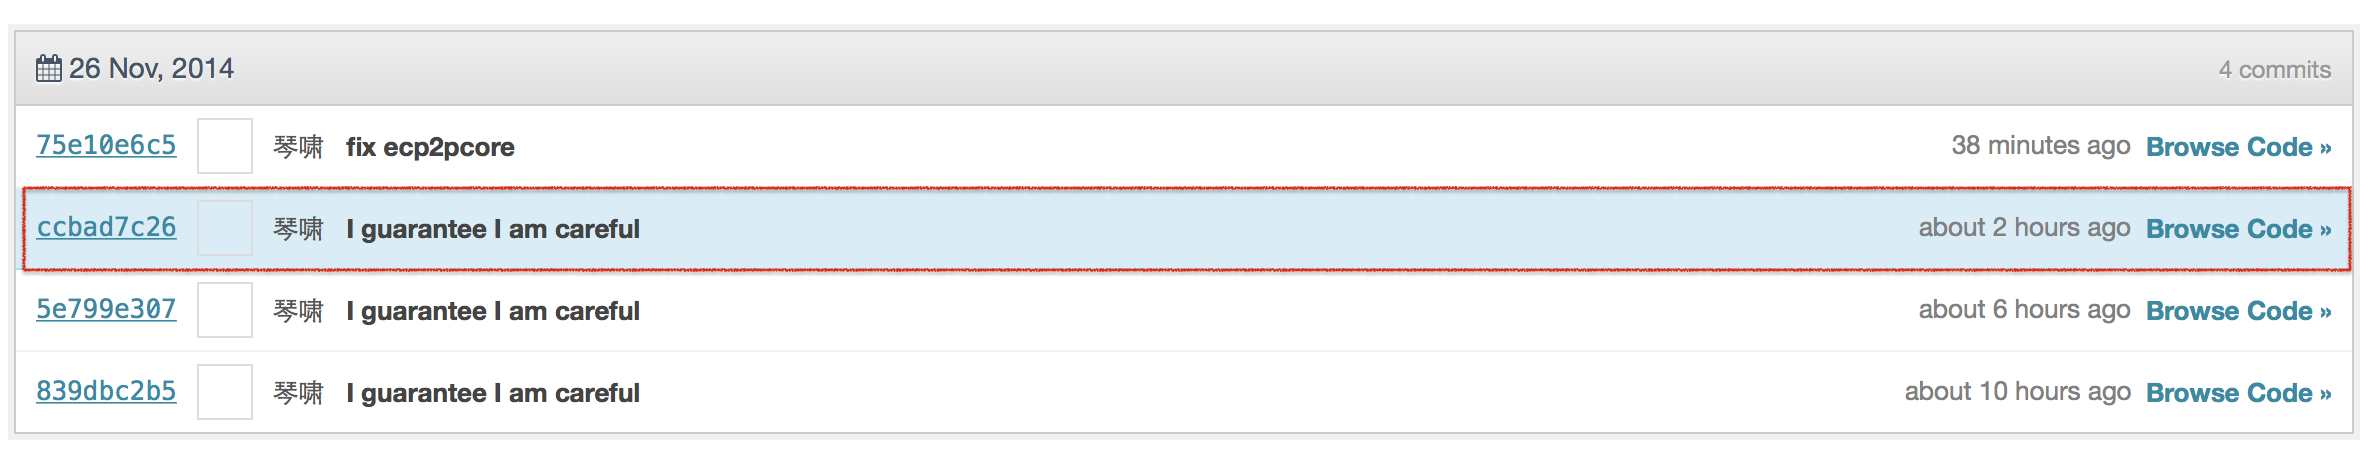 26 Nov, 2014 4 commits
75e10e6c5 琴啸 fix ecp2pcore 38 minutes ago Browse Code »
ccbad7c26 琴啸 I guarantee I am careful about 2 hours ago Browse Code »
5e799e307 琴啸 I guarantee I am careful about 6 hours ago Browse Code »
839dbc2b5 琴啸 I guarantee I am careful about 10 hours ago Browse Code »